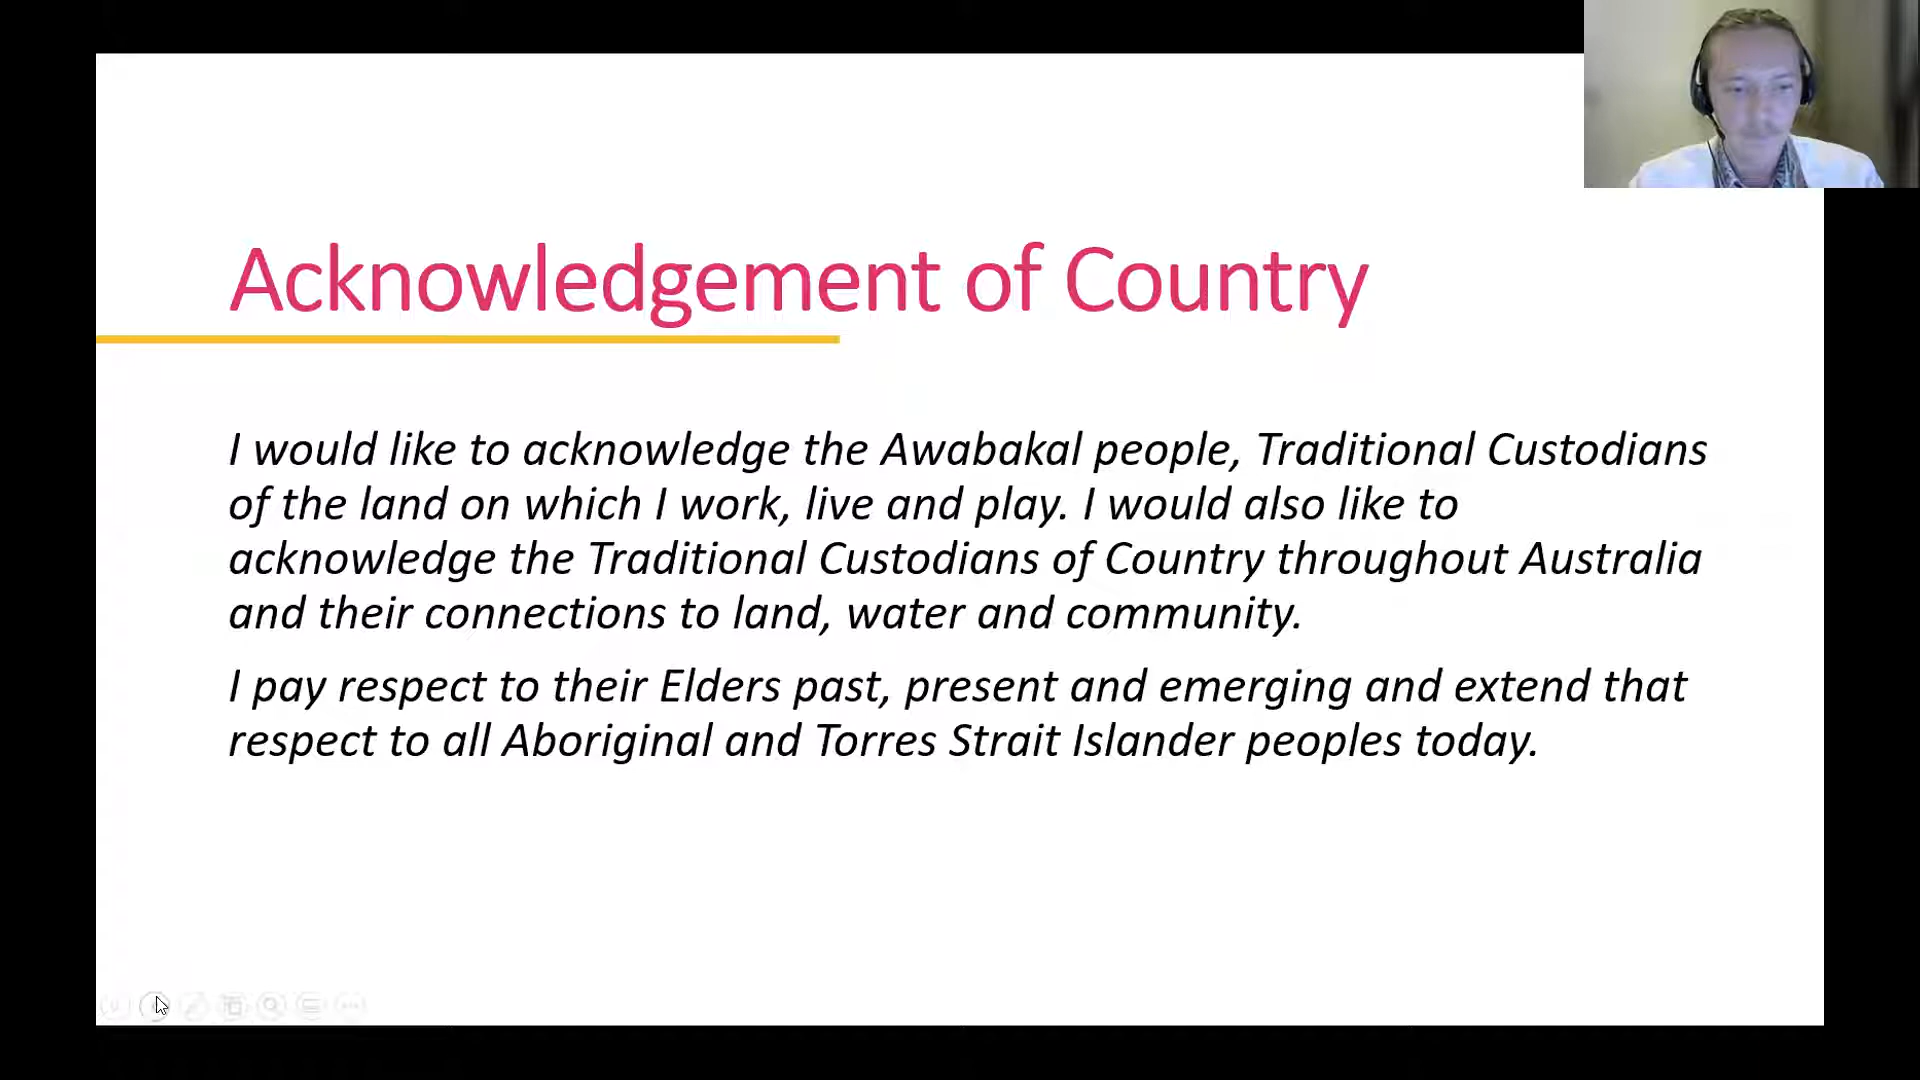 Acknowledgement of Country
I would like to acknowledge the Awabakal people, Traditional Custodians
of the land on which I work, live and play. I would also like to
acknowledge the Traditional Custodians of Country throughout Australia
and their connections to land, water and community.
I pay respect to their Elders past, present and emerging and extend that
respect to all Aboriginal and Torres Strait Islander peoples today.